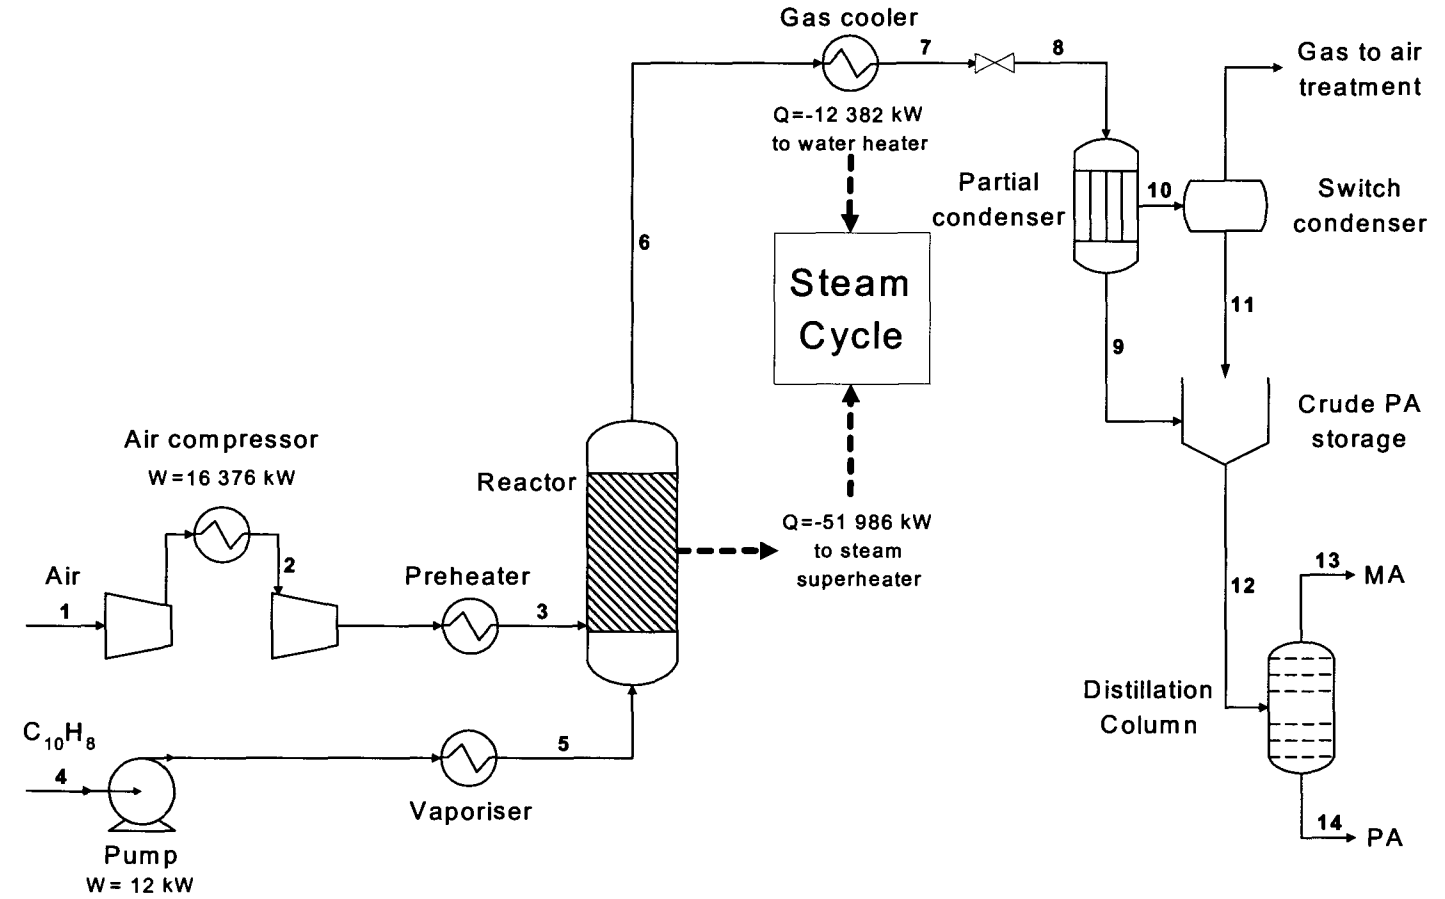 Gas cooler
7
8
Q=-12 382 kW
to water heater
Gas to air
treatment
Partial
condenser
10
Switch
condenser
6
Steam
Cycle
11
9
Crude PA
storage
Air compressor
W=16 376 kW
Reactor
Q=-51 986 kW
to steam
superheater
Air
1
2
Preheater
3
12
13
MA
Distillation
Column
C10H8
4
5
Vaporiser
14
PA
Pump
W= 12 kW